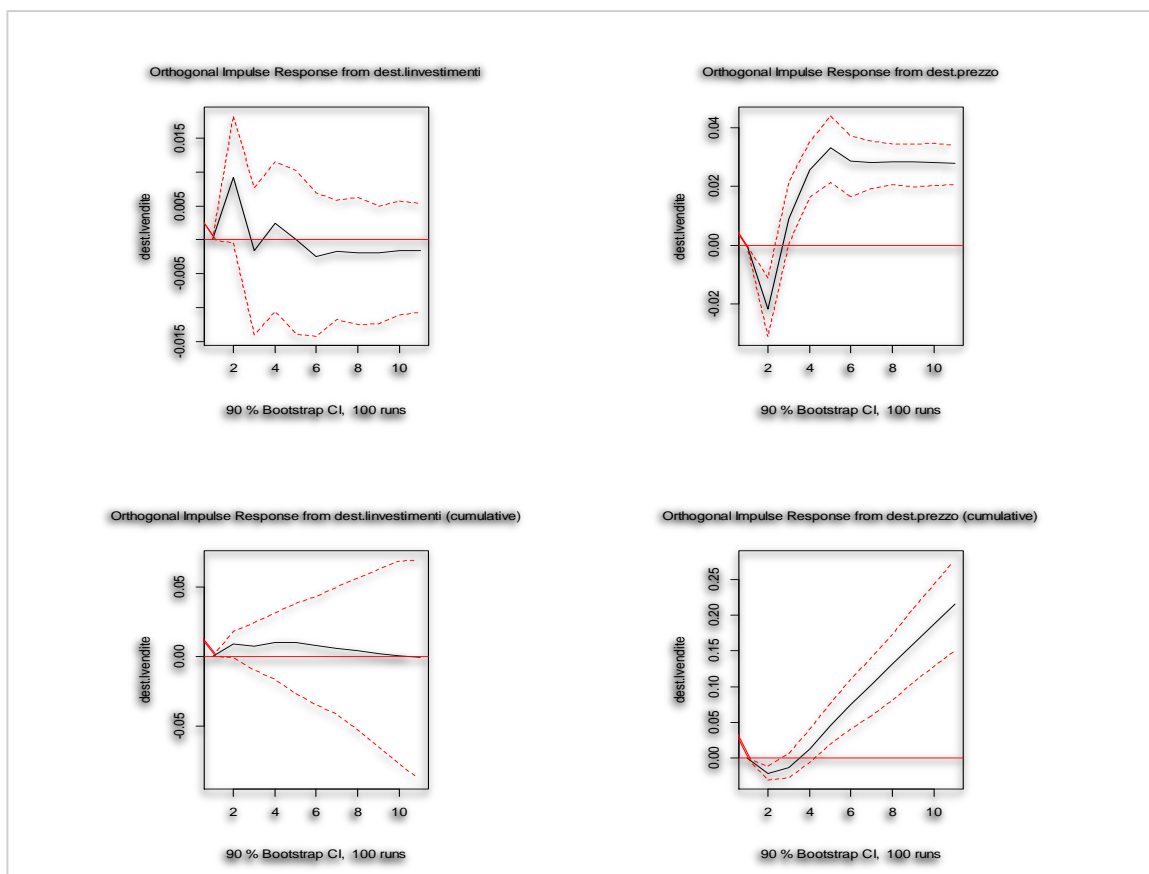 Orthogonal Impulse Response from dest.linvestimenti
dest.lvendite
0.015
0.005
-0.005
-0.015
2 4 6 8 10
90 % Bootstrap CI, 100 runs
Orthogonal Impulse Response from dest.prezzo
dest.lvendite
0.04
0.02
0.00
-0.02
2 4 6 8 10
90 % Bootstrap CI, 100 runs
Orthogonal Impulse Response from dest.linvestimenti (cumulative)
dest.lvendite
0.05
0.00
-0.05
2 4 6 8 10
90 % Bootstrap CI, 100 runs
Orthogonal Impulse Response from dest.prezzo (cumulative)
dest.lvendite
0.25
0.20
0.15
0.10
0.05
0.00
2 4 6 8 10
90 % Bootstrap CI, 100 runs